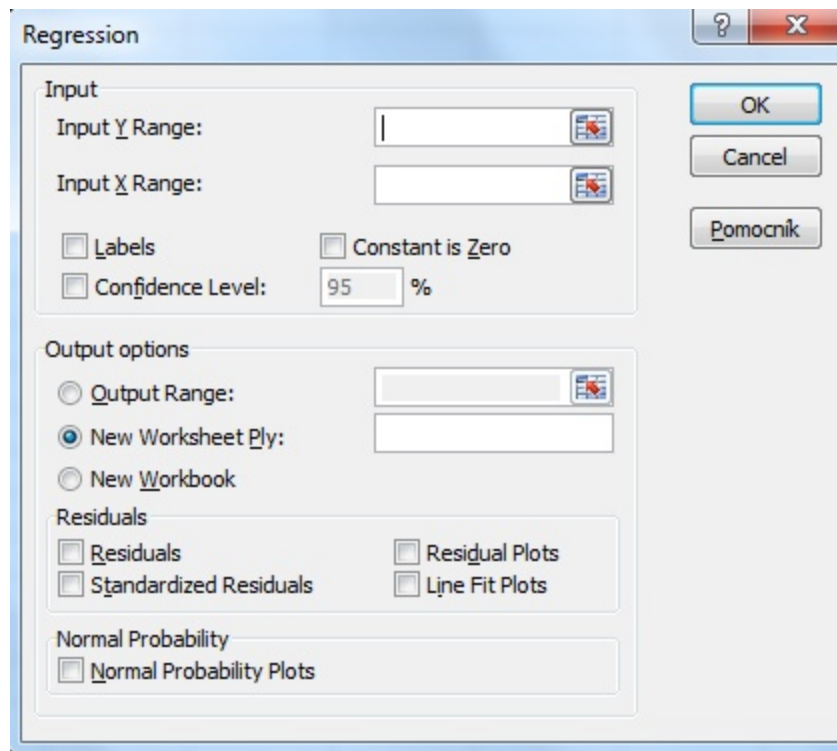 Regression
Input
Input Y Range:
OK
Cancel
Input X Range:
Pomocník
Labels
Constant is Zero
Confidence Level:
95
%
Output options
Output Range:
New Worksheet Ply:
New Workbook
Residuals
Residuals
Residual Plots
Standardized Residuals
Line Fit Plots
Normal Probability
Normal Probability Plots